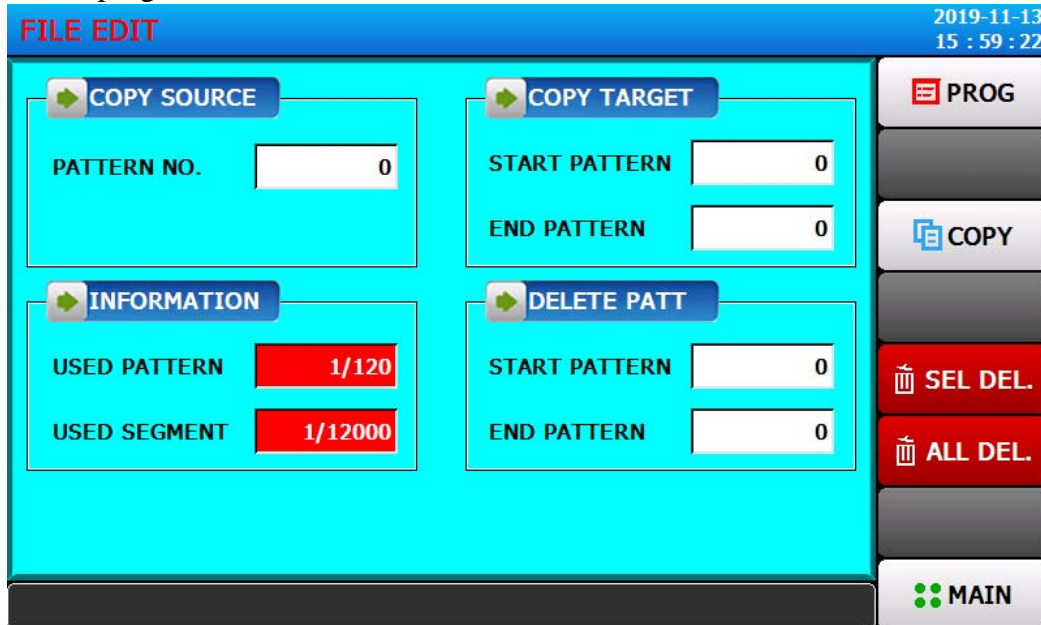 FILE EDIT
2019-11-13
15 : 59 : 22
COPY SOURCE
PATTERN NO. 0
COPY TARGET
START PATTERN 0
END PATTERN 0
INFORMATION
USED PATTERN 1/120
USED SEGMENT 1/12000
DELETE PATT
START PATTERN 0
END PATTERN 0
PROG
COPY
SEL DEL.
ALL DEL.
MAIN